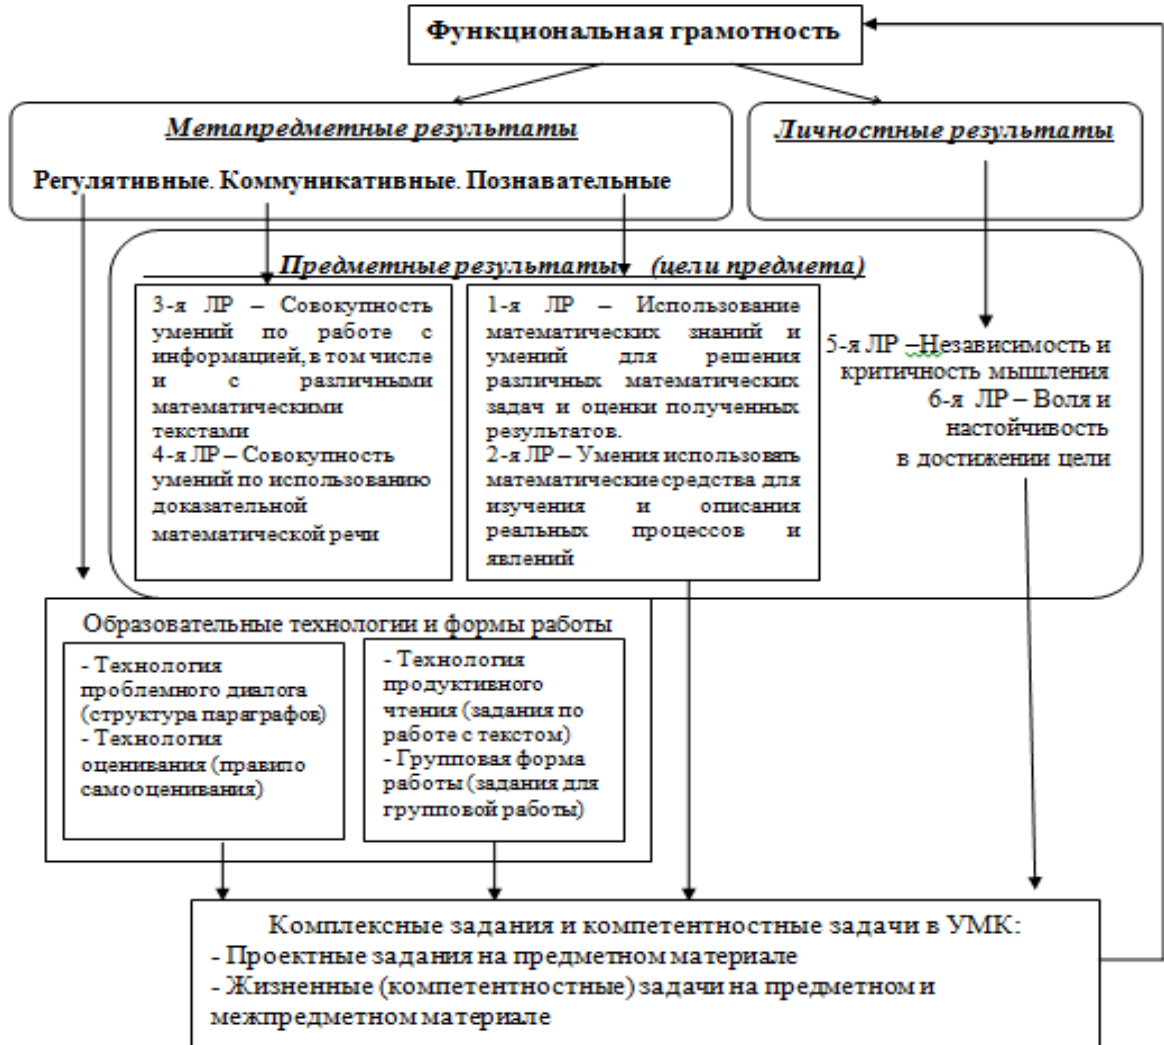 Функциональная грамотность
Метапредметные результаты
Регулятивные. Коммуникативные. Познавательные
Личностные результаты
Предметные результаты (цели предмета)
3-я ЛР – Совокупность
умений по работе с
информацией, в том числе
и с различными
математическими
текстами
4-я ЛР – Совокупность
умений по использованию
доказательной
математической речи
1-я ЛР – Использование
математических знаний и
умений для решения
различных математических
задач и оценки полученных
результатов.
2-я ЛР – Умения использовать
математические средства для
изучения и описания
реальных процессов и
явлений
5-я ЛР –Независимость и
критичность мышления
6-я ЛР – Воля и
настойчивость
в достижении цели
Образовательные технологии и формы работы
- Технология
проблемного диалога
(структура параграфов)
- Технология
оценивания (правило
самооценивания)
- Технология
продуктивного
чтения (задания по
работе с текстом)
- Групповая форма
работы (задания для
групповой работы)
Комплексные задания и компетентностные задачи в УМК:
- Проектные задания на предметном материале
- Жизненные (компетентностные) задачи на предметном и
межпредметном материале